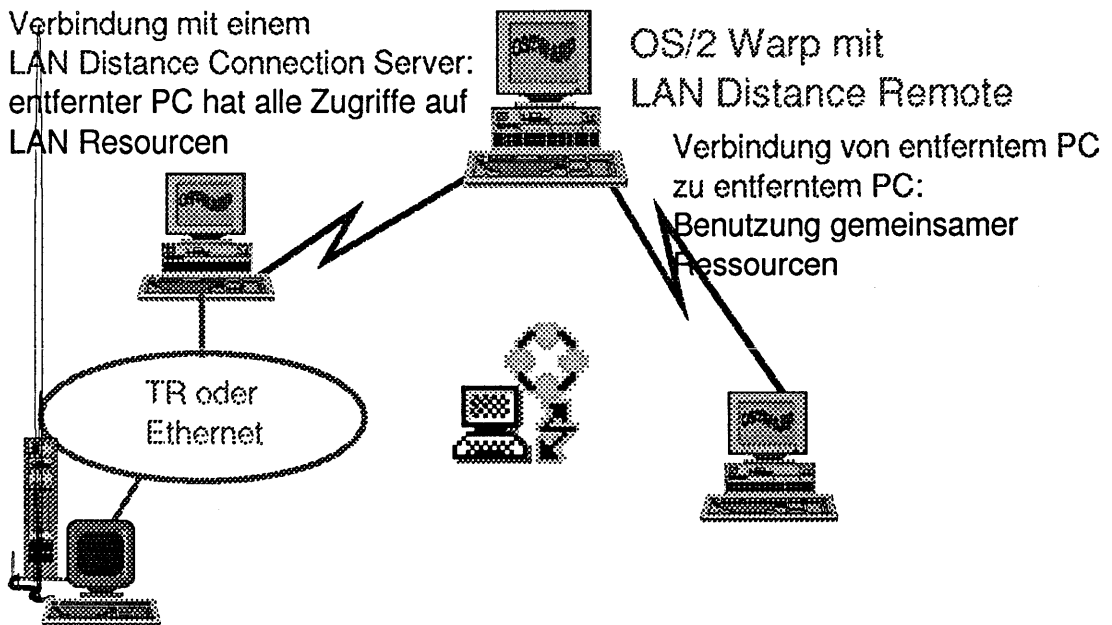 Verbindung mit einem
LAN Distance Connection Server:
entfernter PC hat alle Zugriffe auf
LAN Resourcen
OS/2 Warp mit
LAN Distance Remote
Verbindung von entferntem PC
zu entferntem PC:
Benutzung gemeinsamer
Ressourcen
TR oder
Ethernet